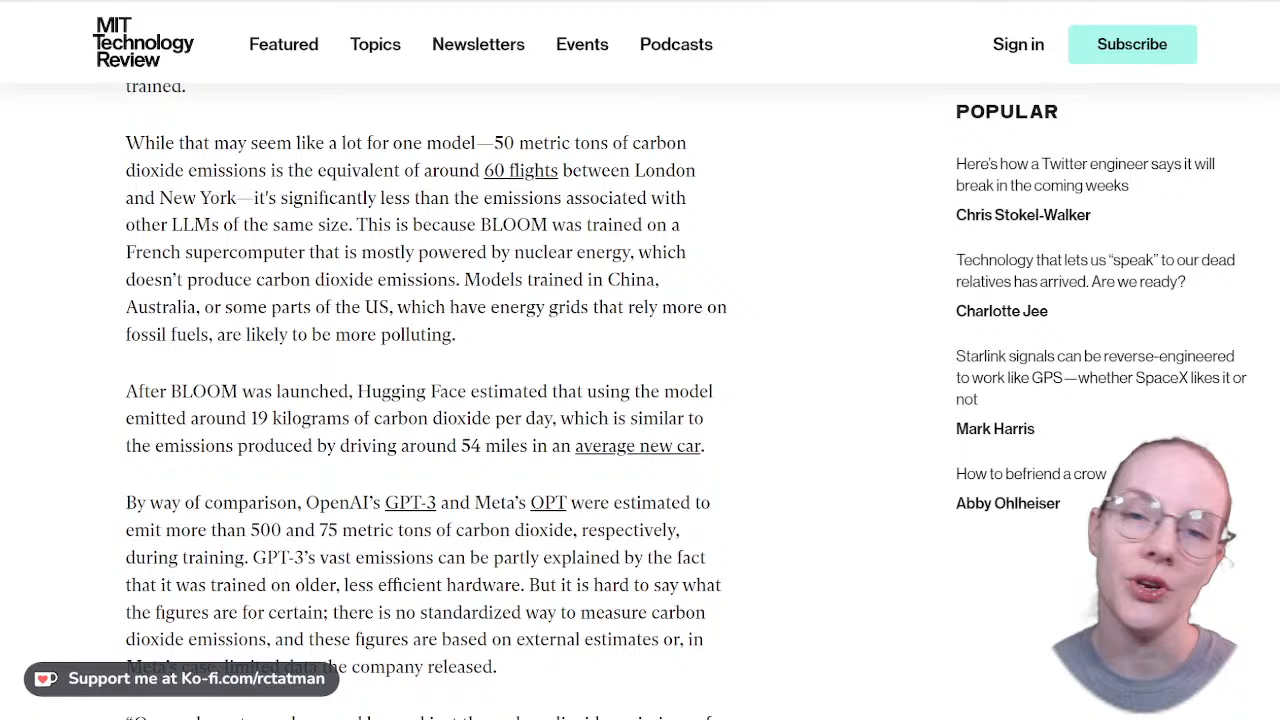 MIT
Technology
Review
Featured
Topics
Newsletters
Events
Podcasts
Sign in
Subscribe
trained.
While that may seem like a lot for one model—50 metric tons of carbon
dioxide emissions is the equivalent of around 60 flights between London
and New York—it's significantly less than the emissions associated with
other LLMs of the same size. This is because BLOOM was trained on a
French supercomputer that is mostly powered by nuclear energy, which
doesn’t produce carbon dioxide emissions. Models trained in China,
Australia, or some parts of the US, which have energy grids that rely more on
fossil fuels, are likely to be more polluting.
After BLOOM was launched, Hugging Face estimated that using the model
emitted around 19 kilograms of carbon dioxide per day, which is similar to
the emissions produced by driving around 54 miles in an average new car.
By way of comparison, OpenAI’s GPT-3 and Meta’s OPT were estimated to
emit more than 500 and 75 metric tons of carbon dioxide, respectively,
during training. GPT-3’s vast emissions can be partly explained by the fact
that it was trained on older, less efficient hardware. But it is hard to say what
the figures are for certain; there is no standardized way to measure carbon
dioxide emissions, and these figures are based on external estimates or, in
Meta’s case, limited data the company released.
POPULAR
Here’s how a Twitter engineer says it will
break in the coming weeks
Chris Stokel-Walker
Technology that lets us “speak” to our dead
relatives has arrived. Are we ready?
Charlotte Jee
Starlink signals can be reverse-engineered
to work like GPS—whether SpaceX likes it or
not
Mark Harris
How to befriend a crow
Abby Ohlheiser
Support me at Ko-fi.com/rctatman